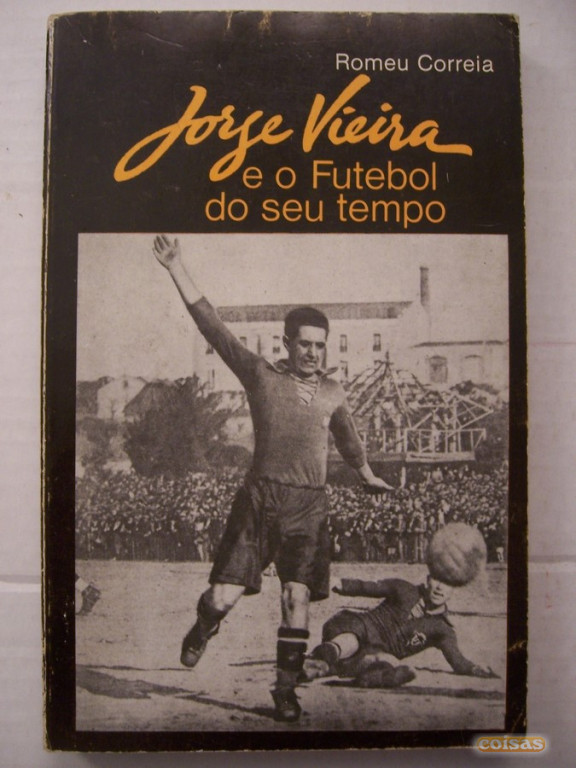 Romeu Correia
Jorge Vieira
e o Futebol
do seu tempo
coisas